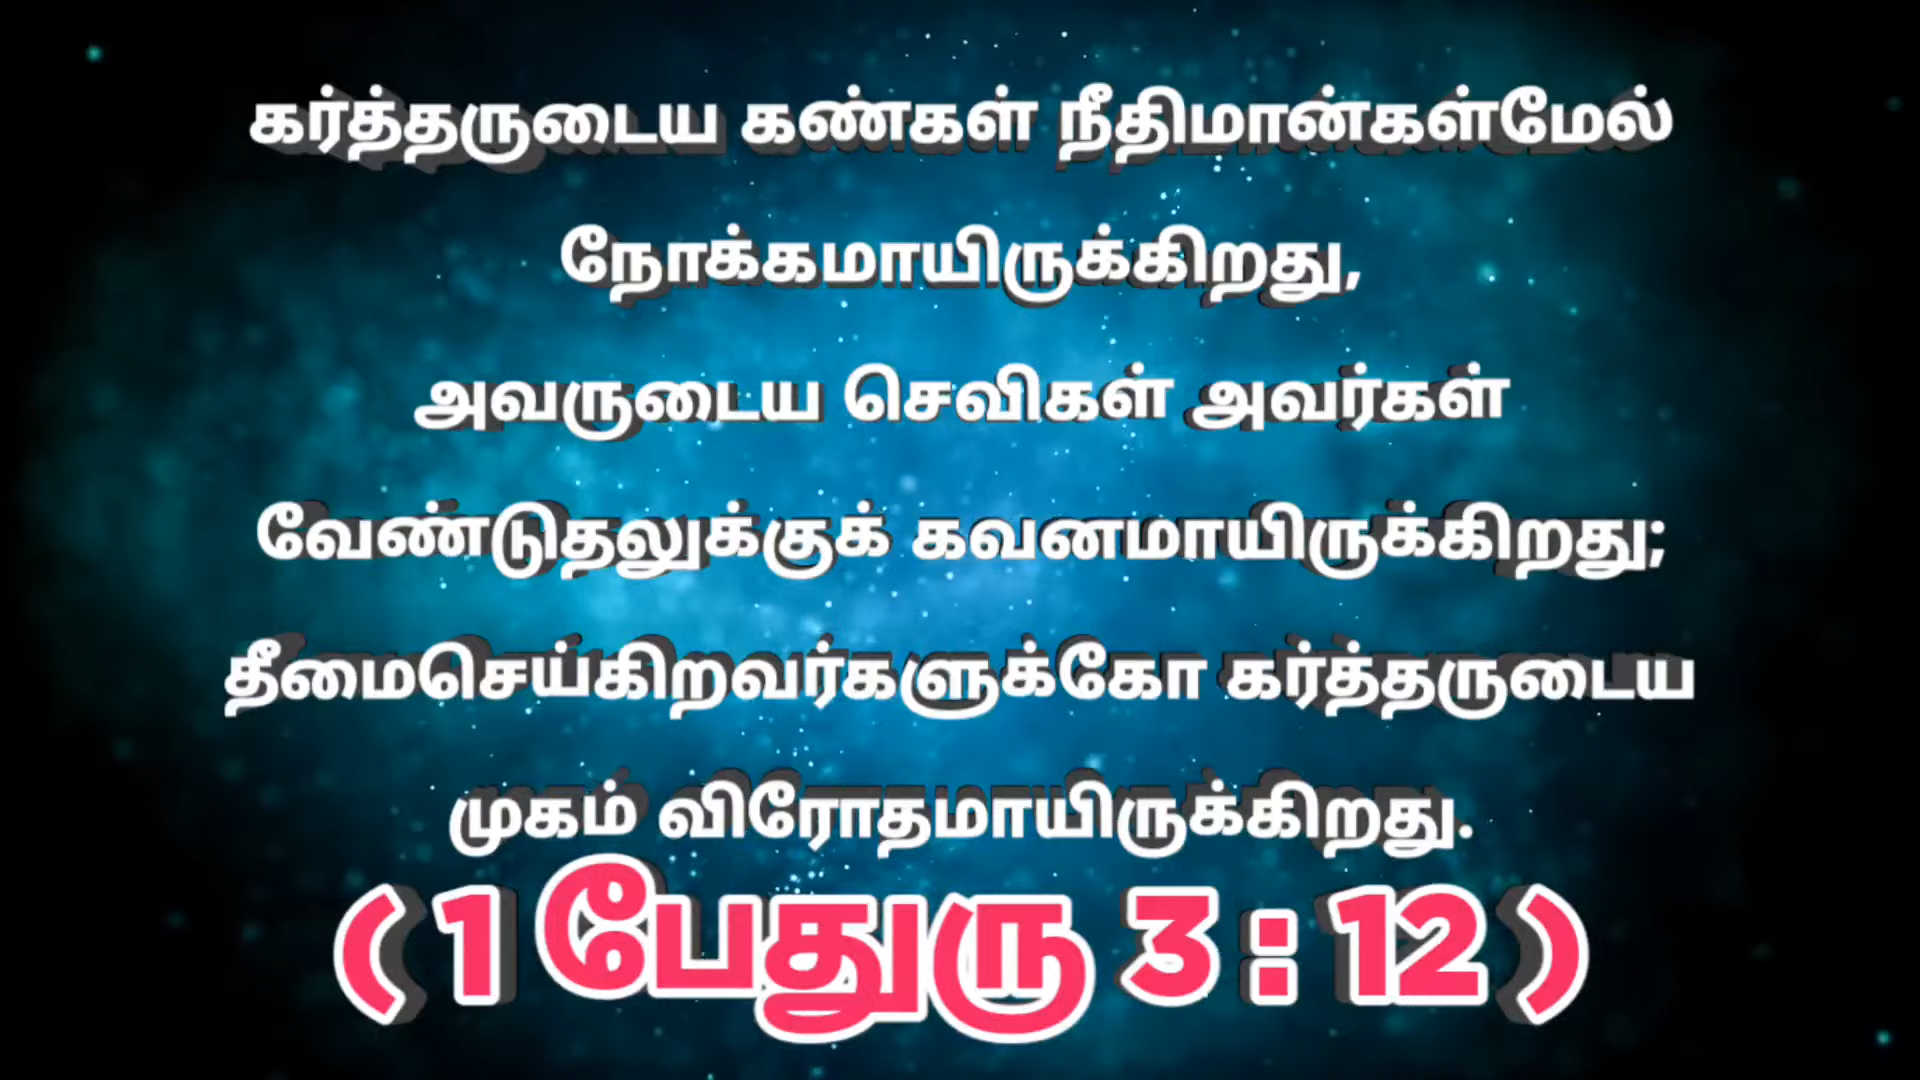 கர்த்தருடைய கண்கள் நீதிமான்கள்மேல்
நோக்கமாயிருக்கிறது,
அவருடைய செவிகள் அவர்கள்
வேண்டுதலுக்குக் கவனமாயிருக்கிறது;
தீமைசெய்கிறவர்களுக்கோ கர்த்தருடைய
முகம் விரோதமாயிருக்கிறது.
( 1 பேதுரு 3 : 12 )